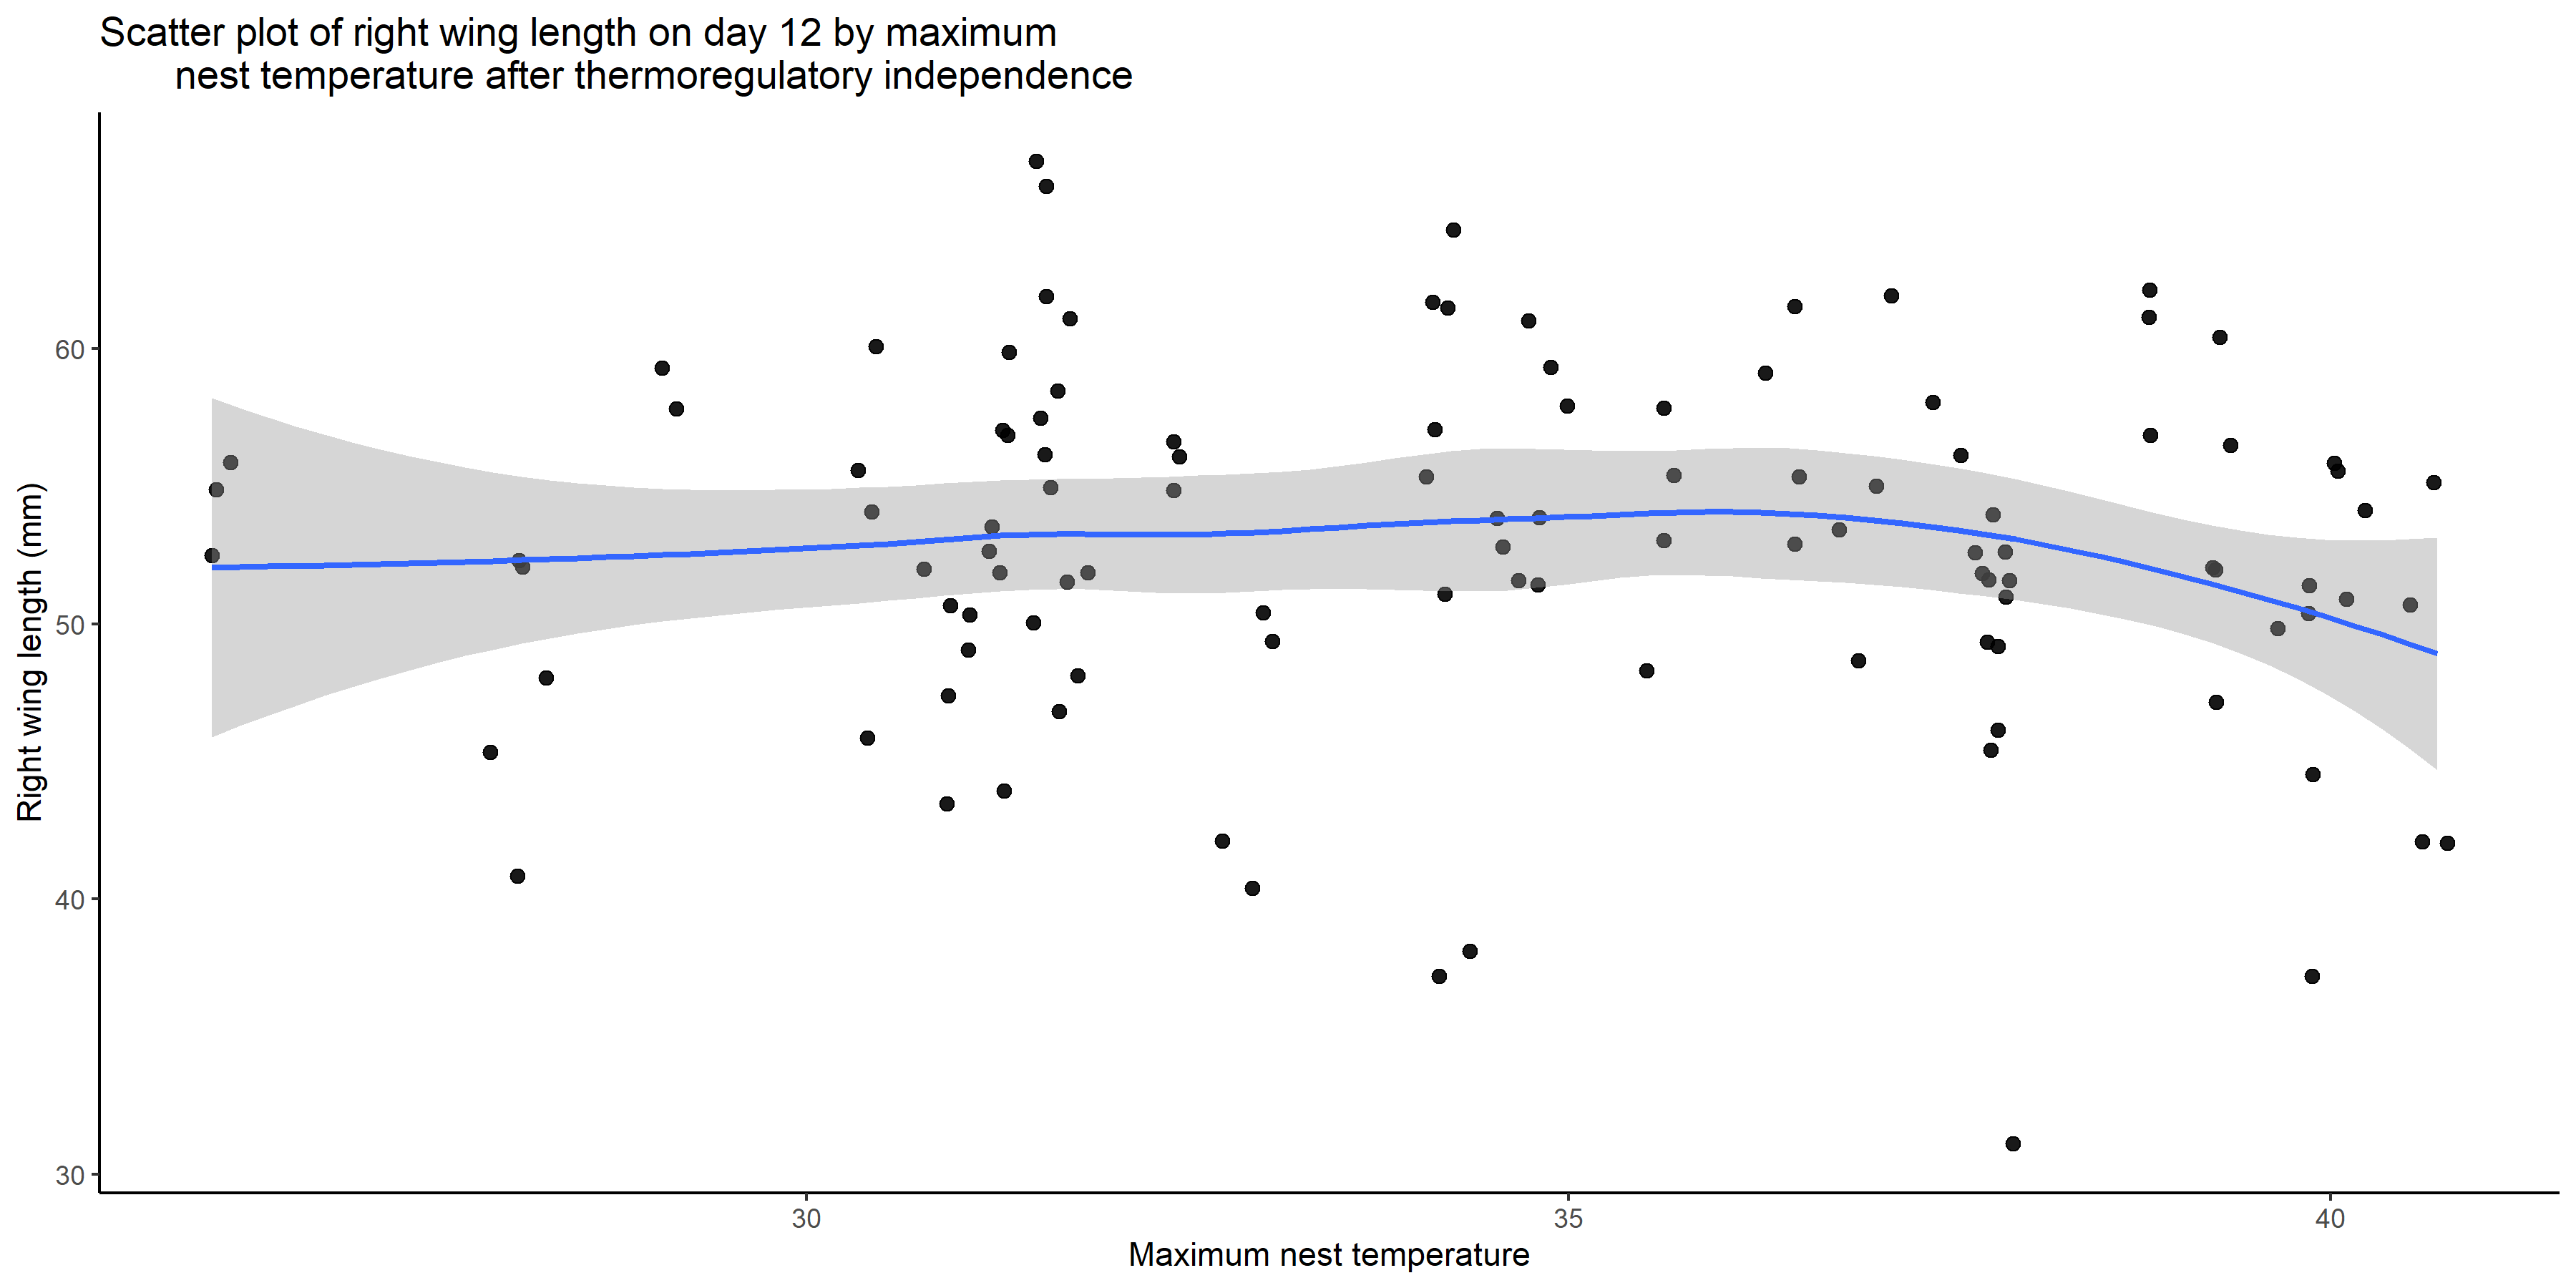 Scatter plot of right wing length on day 12 by maximum
nest temperature after thermoregulatory independence
Right wing length (mm)
60
50
40
30
30
35
40
Maximum nest temperature